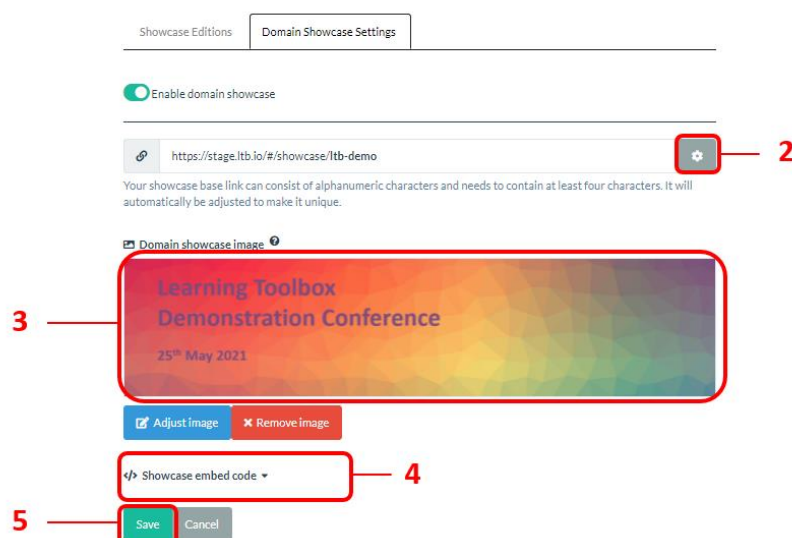 Showcase Editions
Domain Showcase Settings
Enable domain showcase
https://stage.ltb.io/#/showcase/ltb-demo
2
Your showcase base link can consist of alphanumeric characters and needs to contain at least four characters. It will
automatically be adjusted to make it unique.
Domain showcase image ?
3
Learning Toolbox
Demonstration Conference
25th May 2021
Adjust image
Remove image
</> Showcase embed code
4
5
Save
Cancel